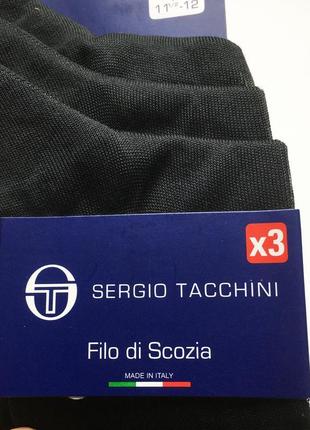 11½-12
x3
SERGIO TACCHINI
Filo di Scozia
MADE IN ITALY